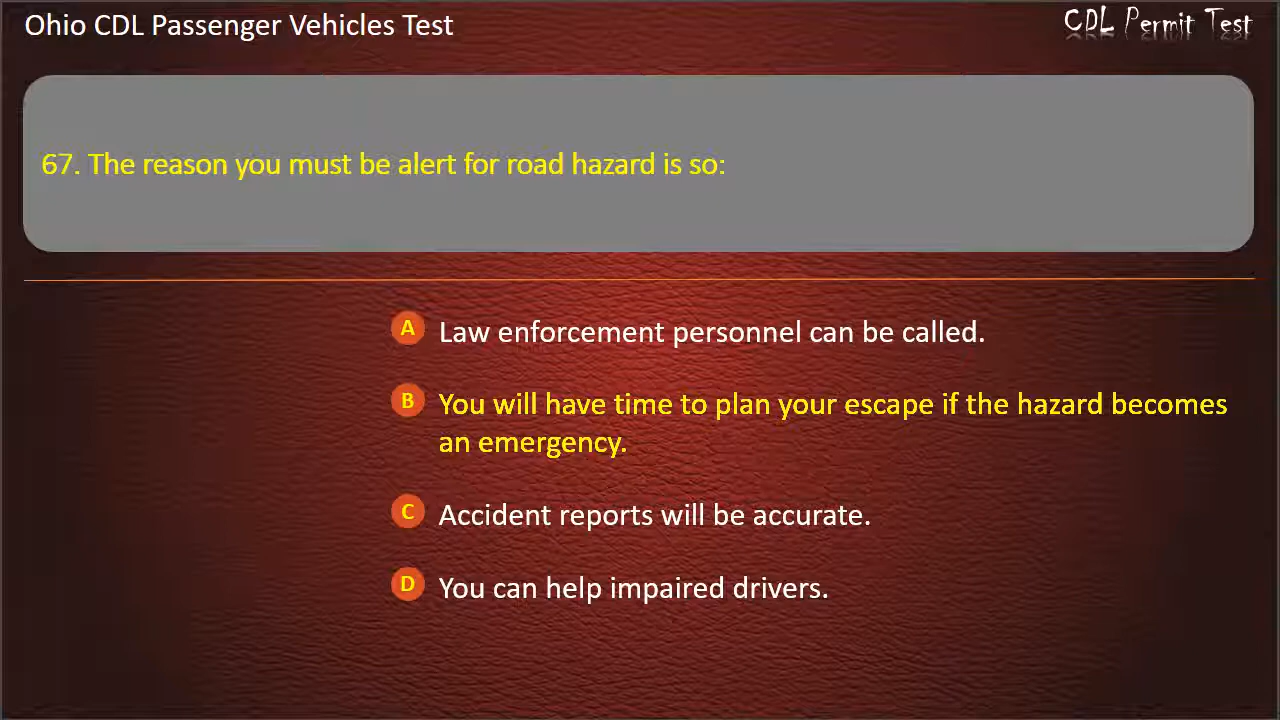 Ohio CDL Passenger Vehicles Test
CDL Permit Test
67. The reason you must be alert for road hazard is so:
A Law enforcement personnel can be called.
B You will have time to plan your escape if the hazard becomes
an emergency.
C Accident reports will be accurate.
D You can help impaired drivers.